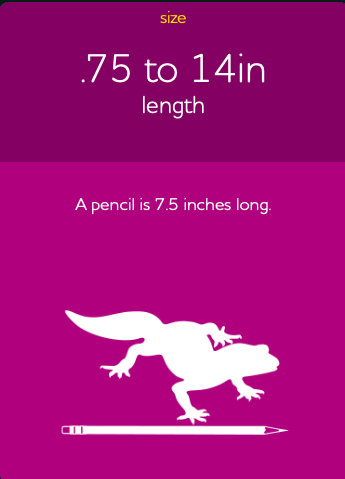 size
.75 to 14in
length
A pencil is 7.5 inches long.